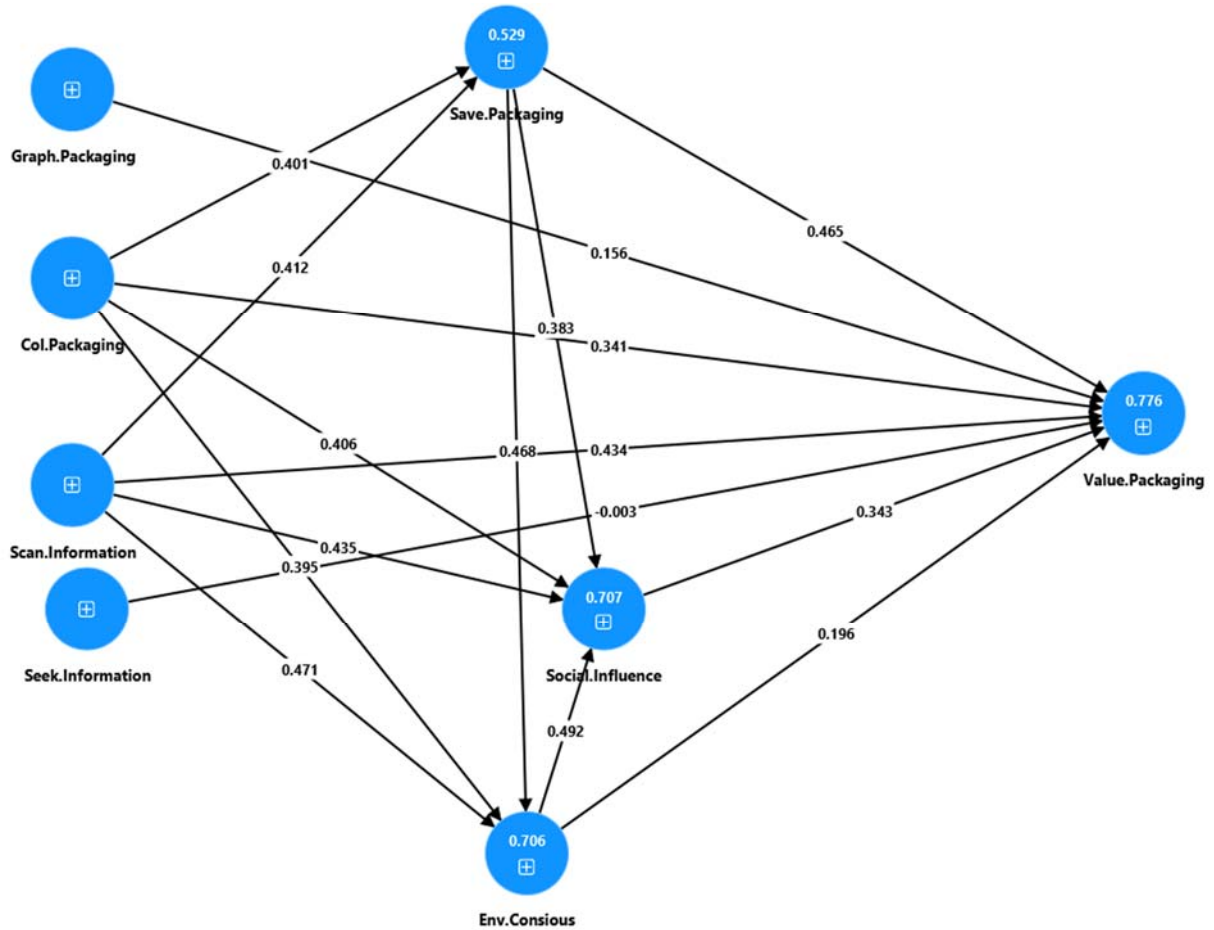 0.529
Save.Packaging
Graph.Packaging
0.401
0.465
0.156
0.412
Col.Packaging
0.383
0.341
0.776
Value.Packaging
0.406
0.468
0.434
Scan.Information
-0.003
0.343
0.435
0.395
Seek.Information
0.707
Social.Influence
0.196
0.471
0.492
0.706
Env.Consious